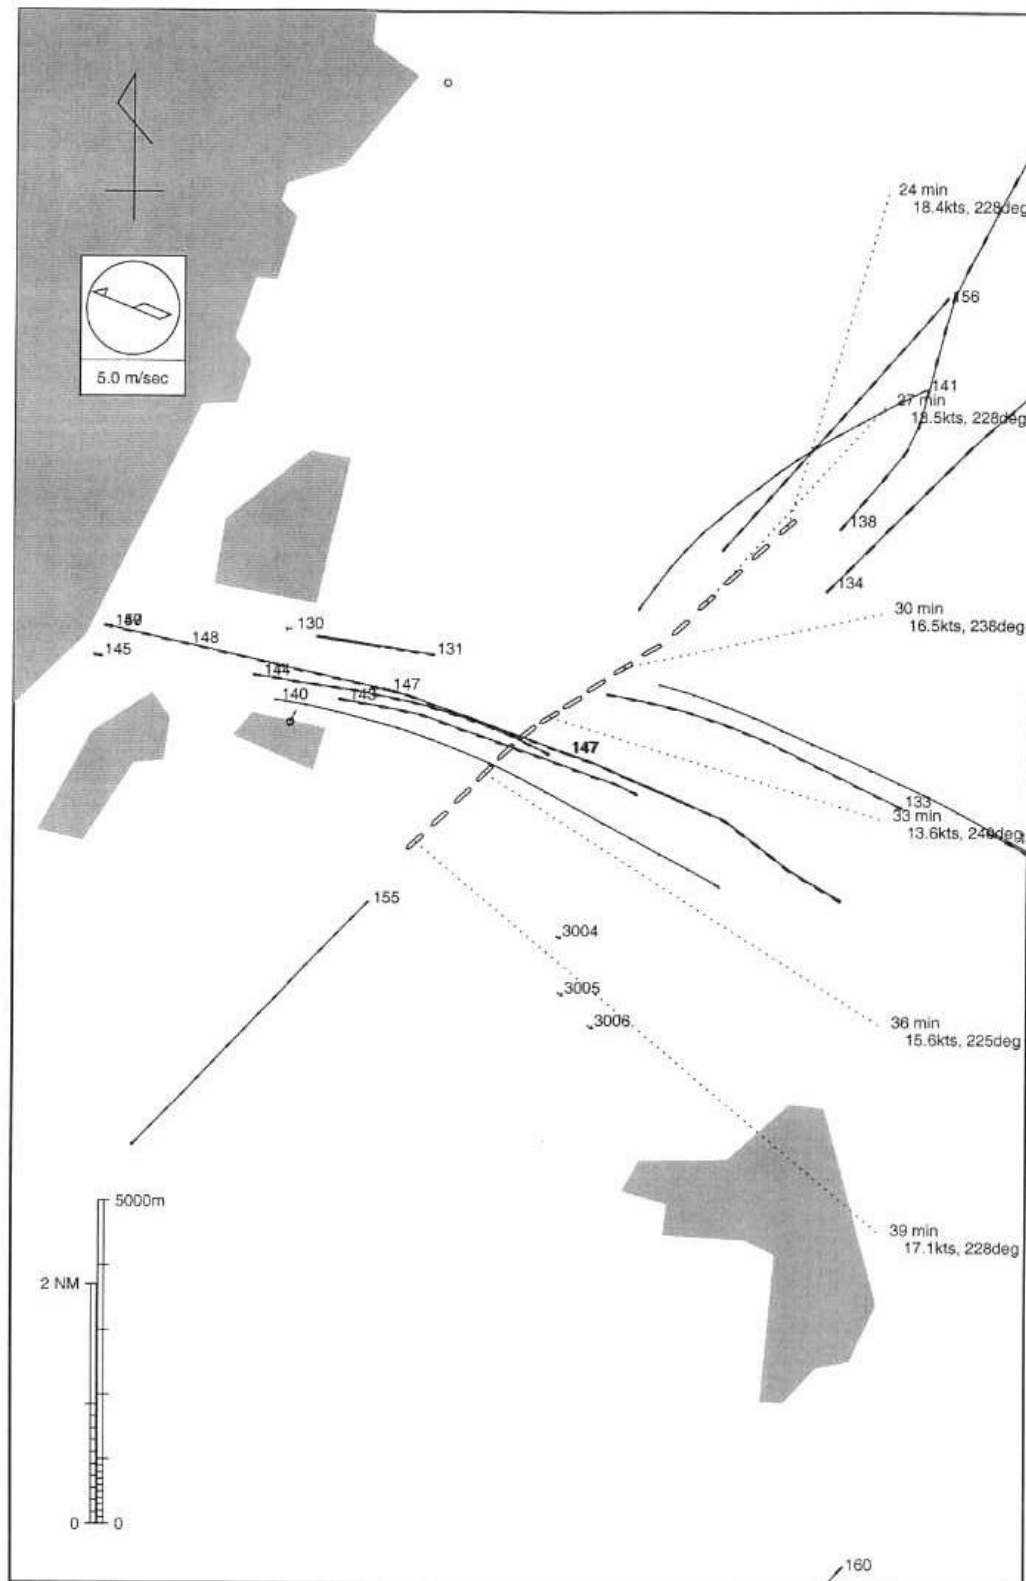 24 min
18.4kts, 228deg
156
5.0 m/sec
141
27 min
18.5kts, 228deg
138
134
30 min
16.5kts, 238deg
130
148
131
145
144
147
140
143
147
133
33 min
13.6kts, 240deg
155
3004
3005
3006
36 min
15.6kts, 225deg
5000m
39 min
17.1kts, 228deg
2 NM
0
0
160